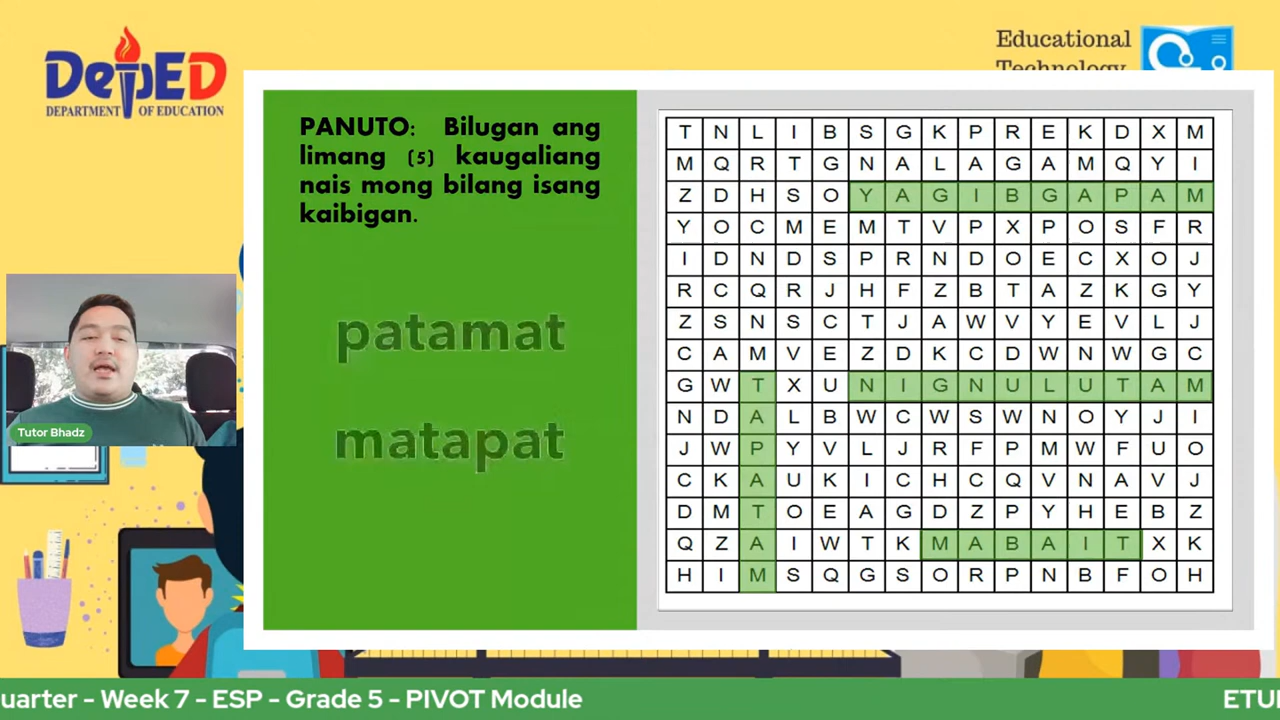 DepED
DEPARTMENT OF EDUCATION
Educational
Technology
PANUTO: Bilugan ang
limang (5) kaugaliang
nais mong bilang isang
kaibigan.
patamat
matapat
T N L I B S G K P R E K D X M
M Q R T G N A L A G A M Q Y I
Z D H S O Y A G I B G A P A M
Y O C M E M T V P X P O S F R
I D N D S P R N D O E C X O J
R C Q R J H F Z B T A Z K G Y
Z S N S C T J A W V Y E V L J
C A M V E Z D K C D W N W G C
G W T X U N I G N U L U T A M
N D A L B W C W S W N O Y J I
J W P Y V L J R F P M W F U O
C K A U K I C H C Q V N A V J
D M T O E A G D Z P Y H E B Z
Q Z A I W T K M A B A I T X K
H I M S Q G S O R P N B F O H
Tutor Bhadz
uarter - Week 7 - ESP - Grade 5 - PIVOT Module